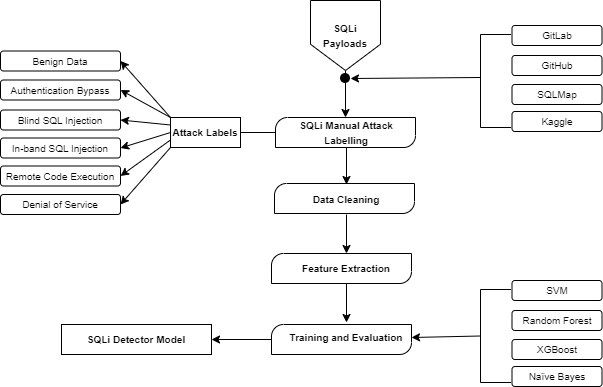 SQLi
Payloads
GitLab
GitHub
SQLMap
Kaggle
Benign Data
Authentication Bypass
Blind SQL Injection
In-band SQL Injection
Remote Code Execution
Denial of Service
Attack Labels
SQLi Manual Attack
Labelling
Data Cleaning
Feature Extraction
Training and Evaluation
SQLi Detector Model
SVM
Random Forest
XGBoost
Naïve Bayes